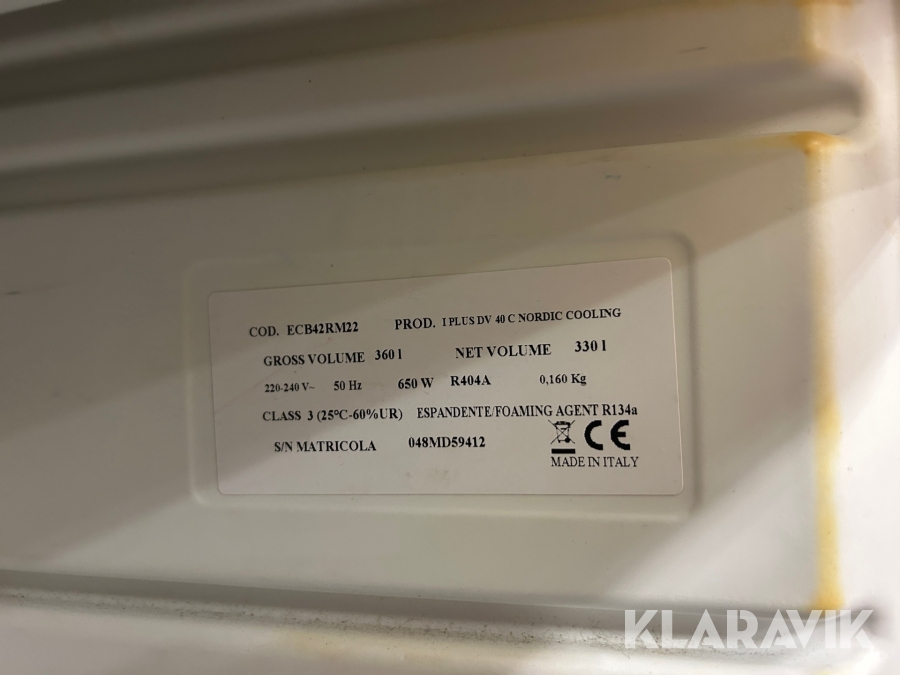 COD. ECB42RM22 PROD. I PLUS DV 40 C NORDIC COOLING
GROSS VOLUME 360 l NET VOLUME 330 l
220-240 V~ 50 Hz 650 W R404A 0,160 Kg
CLASS 3 (25°C-60%UR) ESPANDENTE/FOAMING AGENT R134a
S/N MATRICOLA 048MD59412 CE
MADE IN ITALY
KLARAVIK